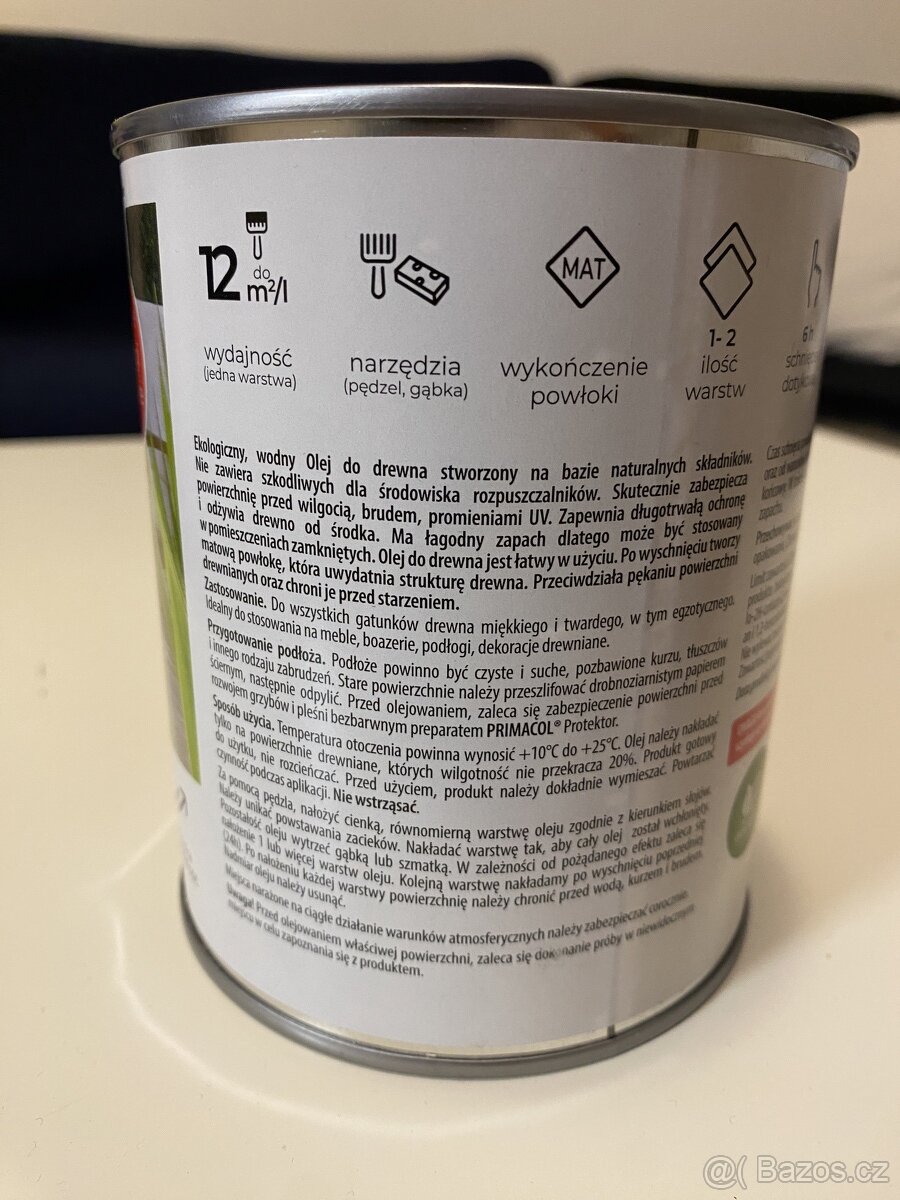 12 do m²/l
wydajność
(jedna warstwa)
narzędzia
(pędzel, gąbka)
MAT
wykończenie
powłoki
1-2
ilość
warstw
6 h
Ekologiczny, wodny Olej do drewna stworzony na bazie naturalnych składników.
Nie zawiera szkodliwych dla środowiska rozpuszczalników. Skutecznie zabezpiecza
powierzchnię przed wilgocią, brudem, promieniami UV. Zapewnia długotrwałą ochronę
i odżywia drewno od środka. Ma łagodny zapach dlatego może być stosowany
w pomieszczeniach zamkniętych. Olej do drewna jest łatwy w użyciu. Po wyschnięciu tworzy
matową powłokę, która uwydatnia strukturę drewna. Przeciwdziała pękaniu powierzchni
drewnianych oraz chroni je przed starzeniem.
Zastosowanie. Do wszystkich gatunków drewna miękkiego i twardego, w tym egzotycznego.
Idealny do stosowania na meble, boazerie, podłogi, dekoracje drewniane.
Przygotowanie podłoża. Podłoże powinno być czyste i suche, pozbawione kurzu, tłuszczów
i innego rodzaju zabrudzeń. Stare powierzchnie należy przeszlifować drobnoziarnistym papierem
ściernym, następnie odpylić. Przed olejowaniem, zaleca się zabezpieczenie powierzchni przed
rozwojem grzybów i pleśni bezbarwnym preparatem PRIMACOL® Protektor.
Sposób użycia. Temperatura otoczenia powinna wynosić +10°C do +25°C. Olej należy nakładać
tylko na powierzchnie drewniane, których wilgotność nie przekracza 20%. Produkt gotowy
do użytku, nie rozcieńczać. Przed użyciem, produkt należy dokładnie wymieszać. Powtarzać
czynność podczas aplikacji. Nie wstrząsać.
Za pomocą pędzla, nałożyć cienką, równomierną warstwę oleju zgodnie z kierunkiem słojów.
Należy unikać powstawania zacieków. Nakładać warstwę tak, aby cały olej został wchłonięty.
Pozostałość oleju wytrzeć gąbką lub szmatką. W zależności od pożądanego efektu zaleca się
nałożenie 1 lub więcej warstw oleju. Kolejną warstwę nakładamy po wyschnięciu poprzedniej
(24h). Po nałożeniu każdej warstwy powierzchnię należy chronić przed wodą, kurzem i brudem.
Nadmiar oleju należy usunąć.
Miejsca narażone na ciągłe działanie warunków atmosferycznych należy zabezpieczać corocznie.
Uwaga! Przed olejowaniem właściwej powierzchni, zaleca się dokonanie próby w niewidocznym
miejscu w celu zapoznania się z produktem.
Czas schnięcia
oraz od
zapachu.
@( Bazos.cz